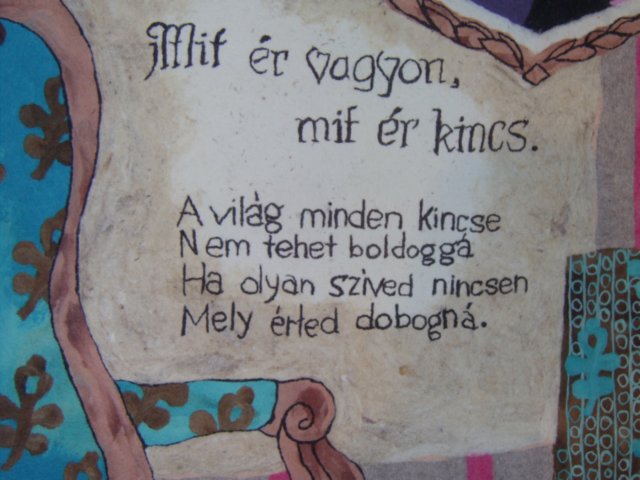 Mit ér vagyon,
mit ér kincs.
A világ minden kincse
Nem tehet boldoggá
Ha olyan szived nincsen
Mely érted dobogná.